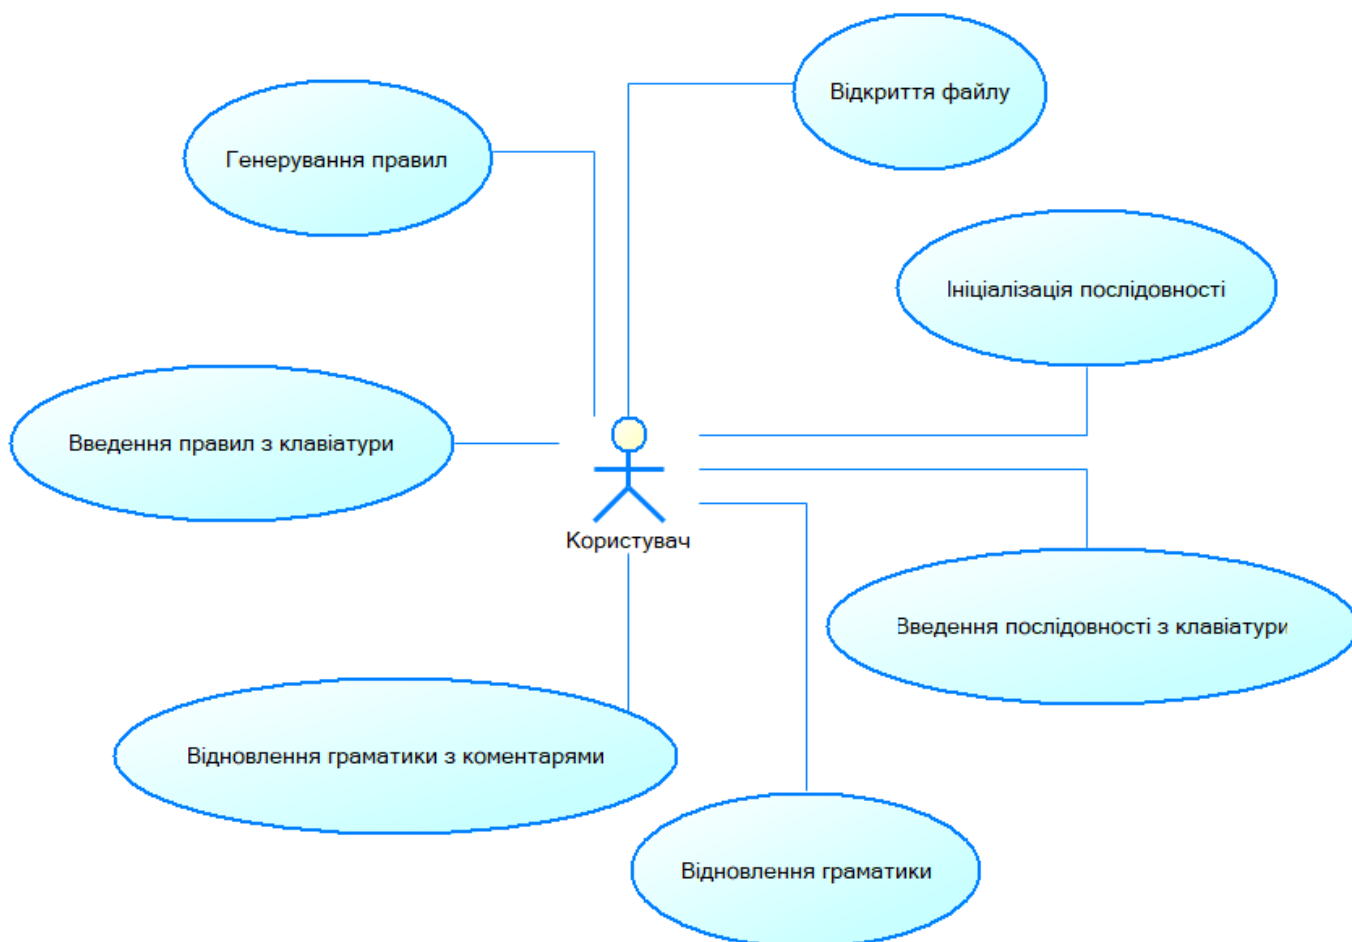 Відкриття файлу
Генерування правил
Ініціалізація послідовності
Введення правил з клавіатури
Користувач
Введення послідовності з клавіатури
Відновлення граматики з коментарями
Відновлення граматики